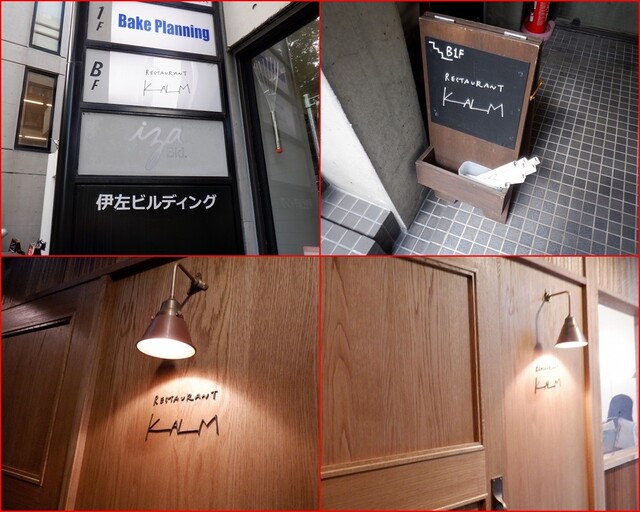 1F
Bake Planning
BF
RESTAURANT
KALM
iza
伊左ビルディング
B1F
RESTAURANT
KALM
RESTAURANT
KALM
RESTAURANT
KALM